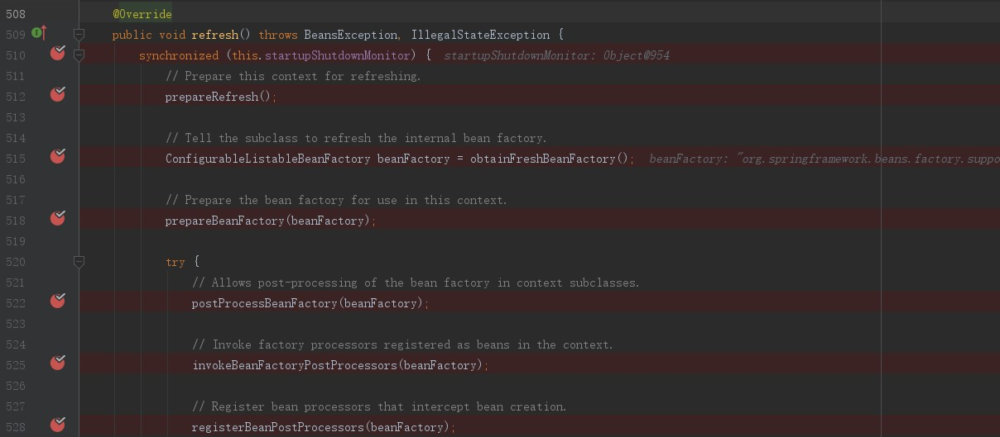 508 @Override
509 public void refresh() throws BeansException, IllegalStateException {
510 synchronized (this.startupShutdownMonitor) { startupShutdownMonitor: Object@954
511 // Prepare this context for refreshing.
512 prepareRefresh();
513
514 // Tell the subclass to refresh the internal bean factory.
515 ConfigurableListableBeanFactory beanFactory = obtainFreshBeanFactory(); beanFactory: "org.springframework.beans.factory.suppo
516
517 // Prepare the bean factory for use in this context.
518 prepareBeanFactory(beanFactory);
519
520 try {
521 // Allows post-processing of the bean factory in context subclasses.
522 postProcessBeanFactory(beanFactory);
523
524 // Invoke factory processors registered as beans in the context.
525 invokeBeanFactoryPostProcessors(beanFactory);
526
527 // Register bean processors that intercept bean creation.
528 registerBeanPostProcessors(beanFactory);